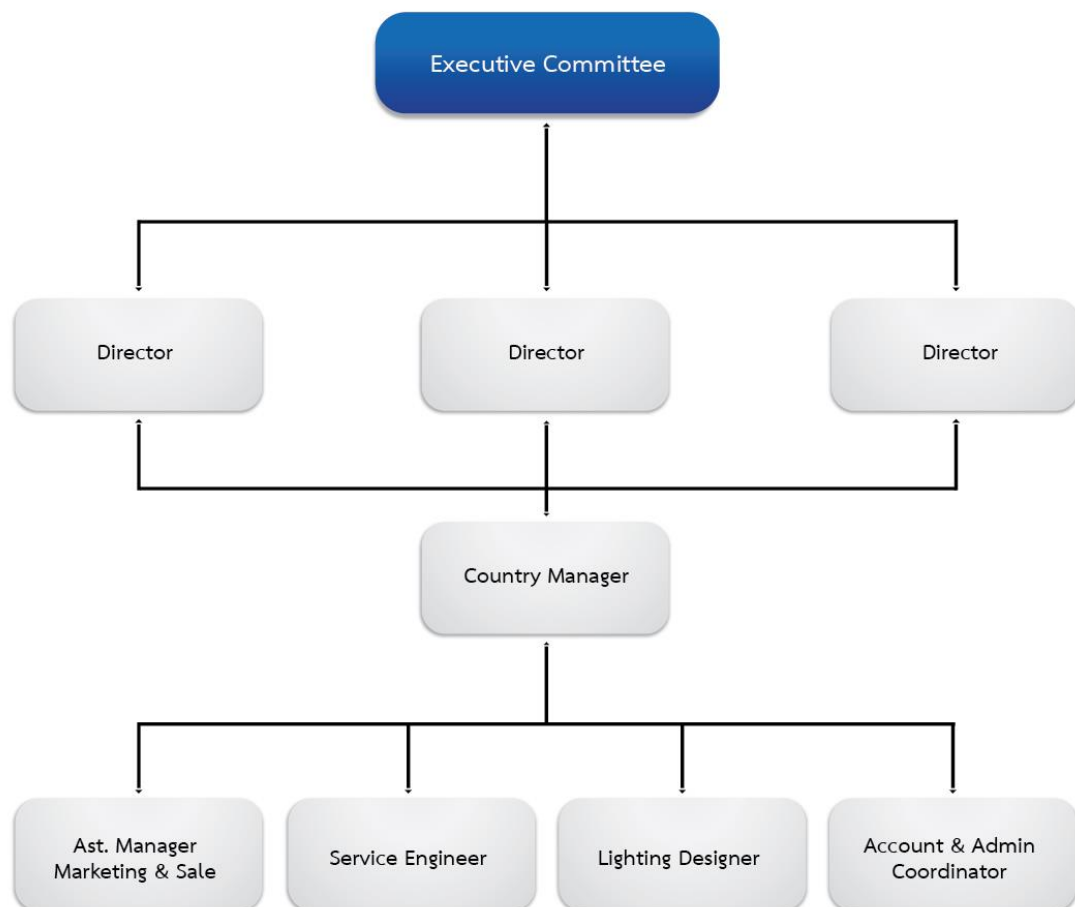 Executive Committee
Director
Director
Director
Country Manager
Ast. Manager
Marketing & Sale
Service Engineer
Lighting Designer
Account & Admin
Coordinator